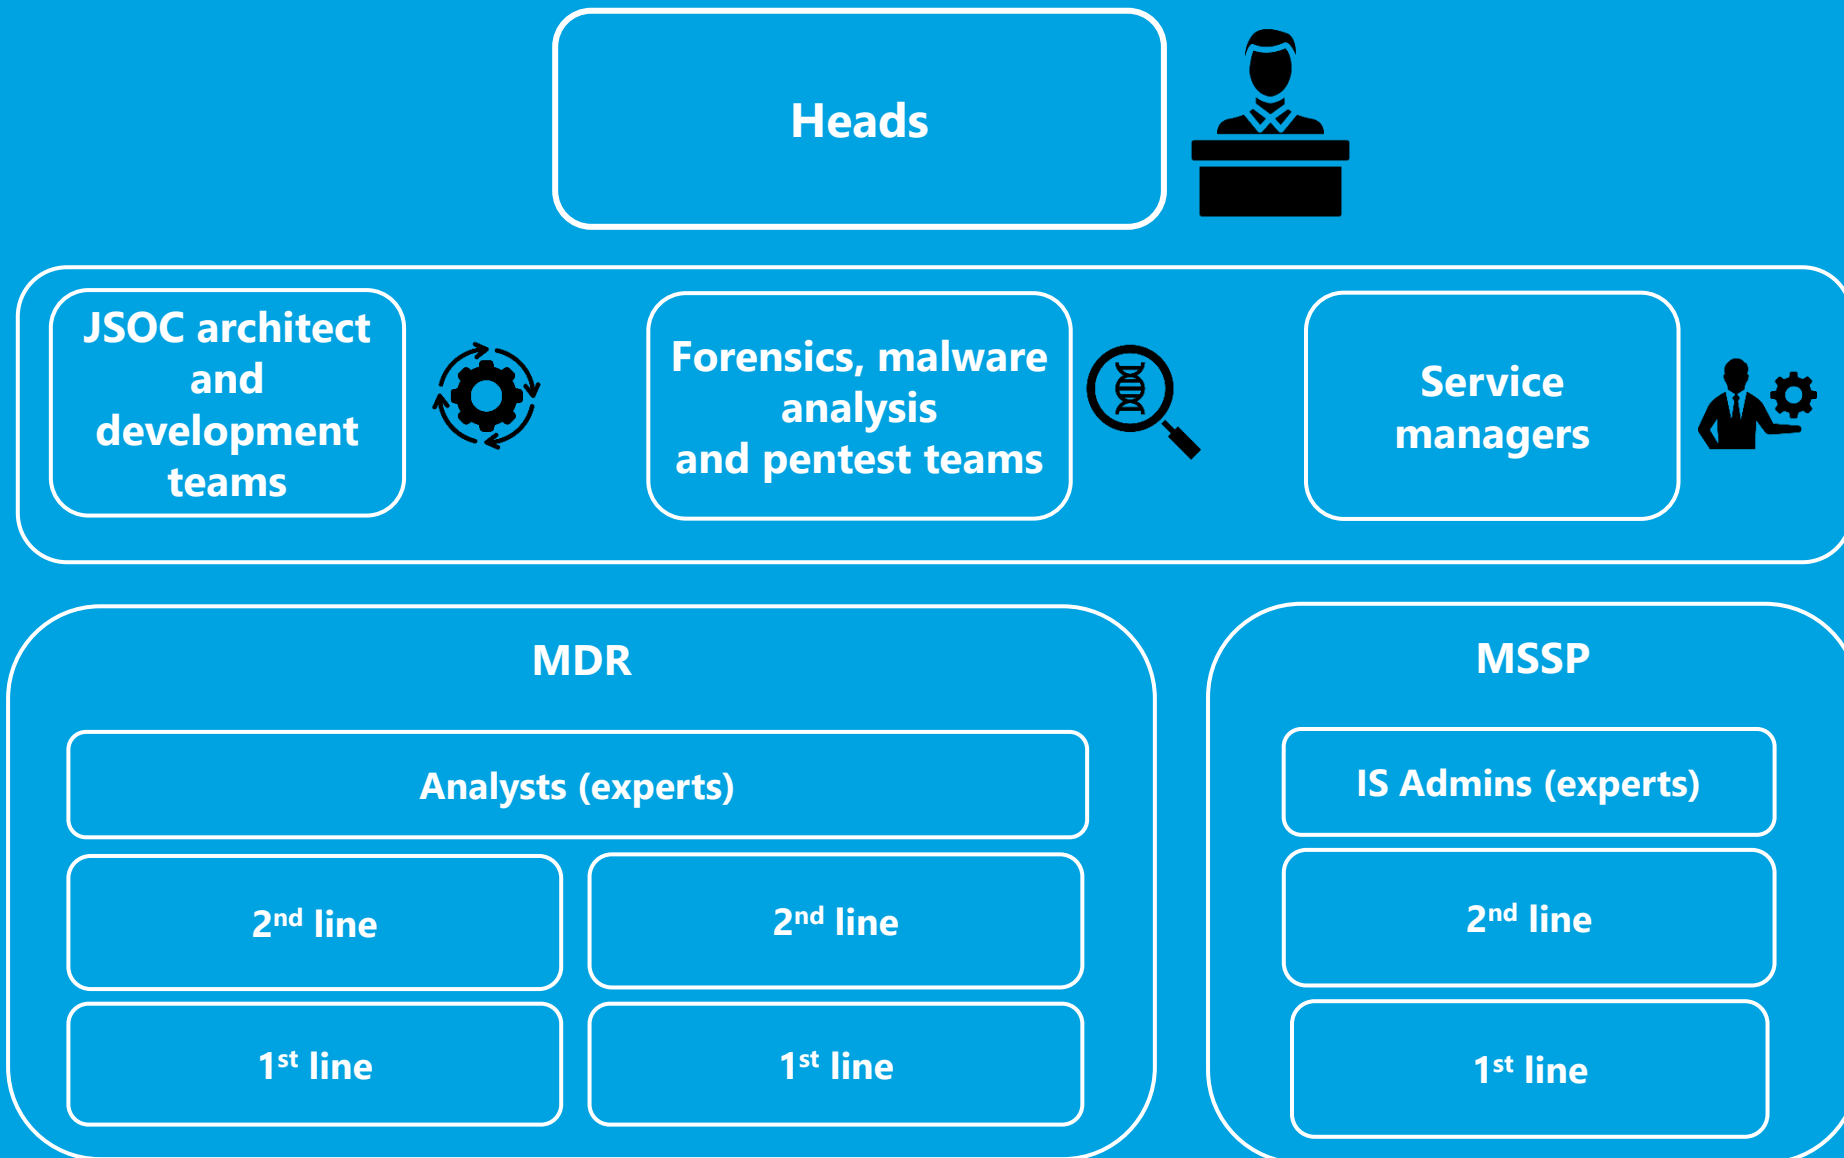 Heads
JSOC architect
and
development
teams
Forensics, malware
analysis
and pentest teams
Service
managers
MDR
Analysts (experts)
2nd line
2nd line
1st line
1st line
MSSP
IS Admins (experts)
2nd line
1st line